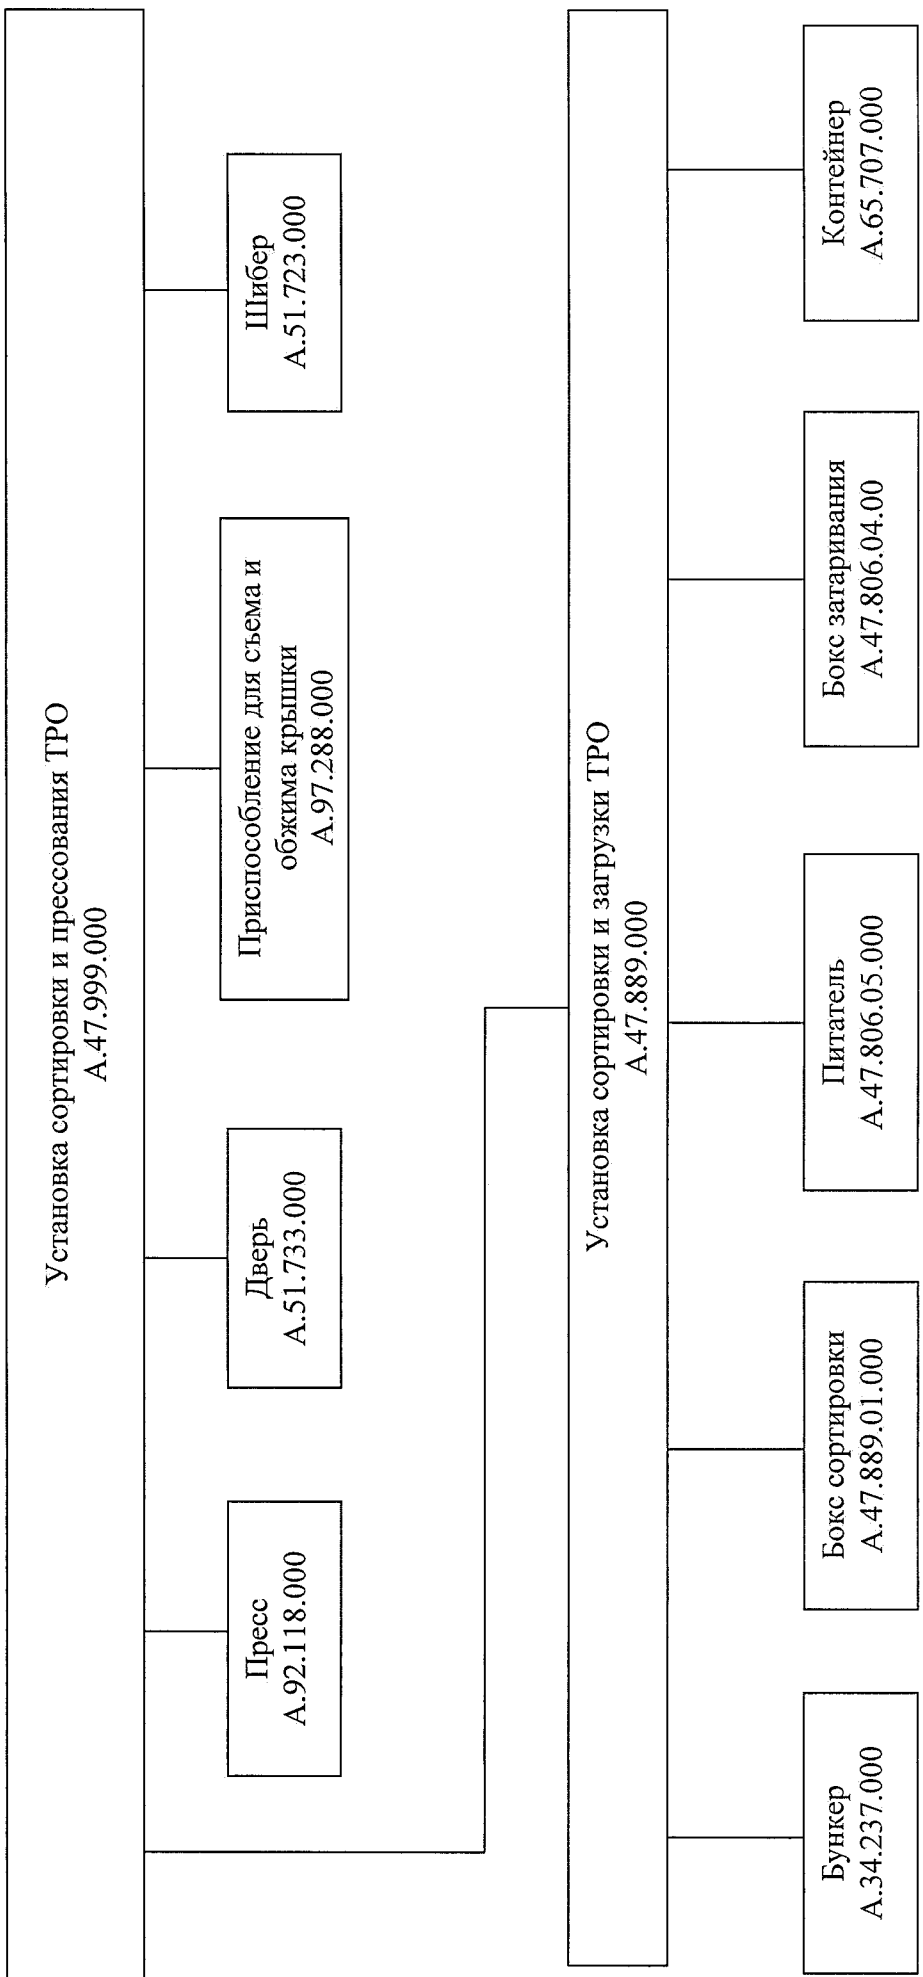 Установка сортировки и прессования ТРО
А.47.999.000
Пресс
А.92.118.000
Дверь
А.51.733.000
Приспособление для съема и
обжима крышки
А.97.288.000
Шибер
А.51.723.000
Установка сортировки и загрузки ТРО
А.47.889.000
Бункер
А.34.237.000
Бокс сортировки
А.47.889.01.000
Питатель
А.47.806.05.000
Бокс затаривания
А.47.806.04.00
Контейнер
А.65.707.000